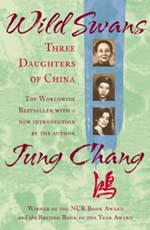 Wild Swans
THREE
DAUGHTERS
OF
CHINA
THE WORLDWIDE
BESTSELLER WITH A
NEW INTRODUCTION
BY THE AUTHOR
Jung Chang
鴻
WINNER OF THE NCR BOOK AWARD
and the BRITISH BOOK OF THE YEAR AWARD